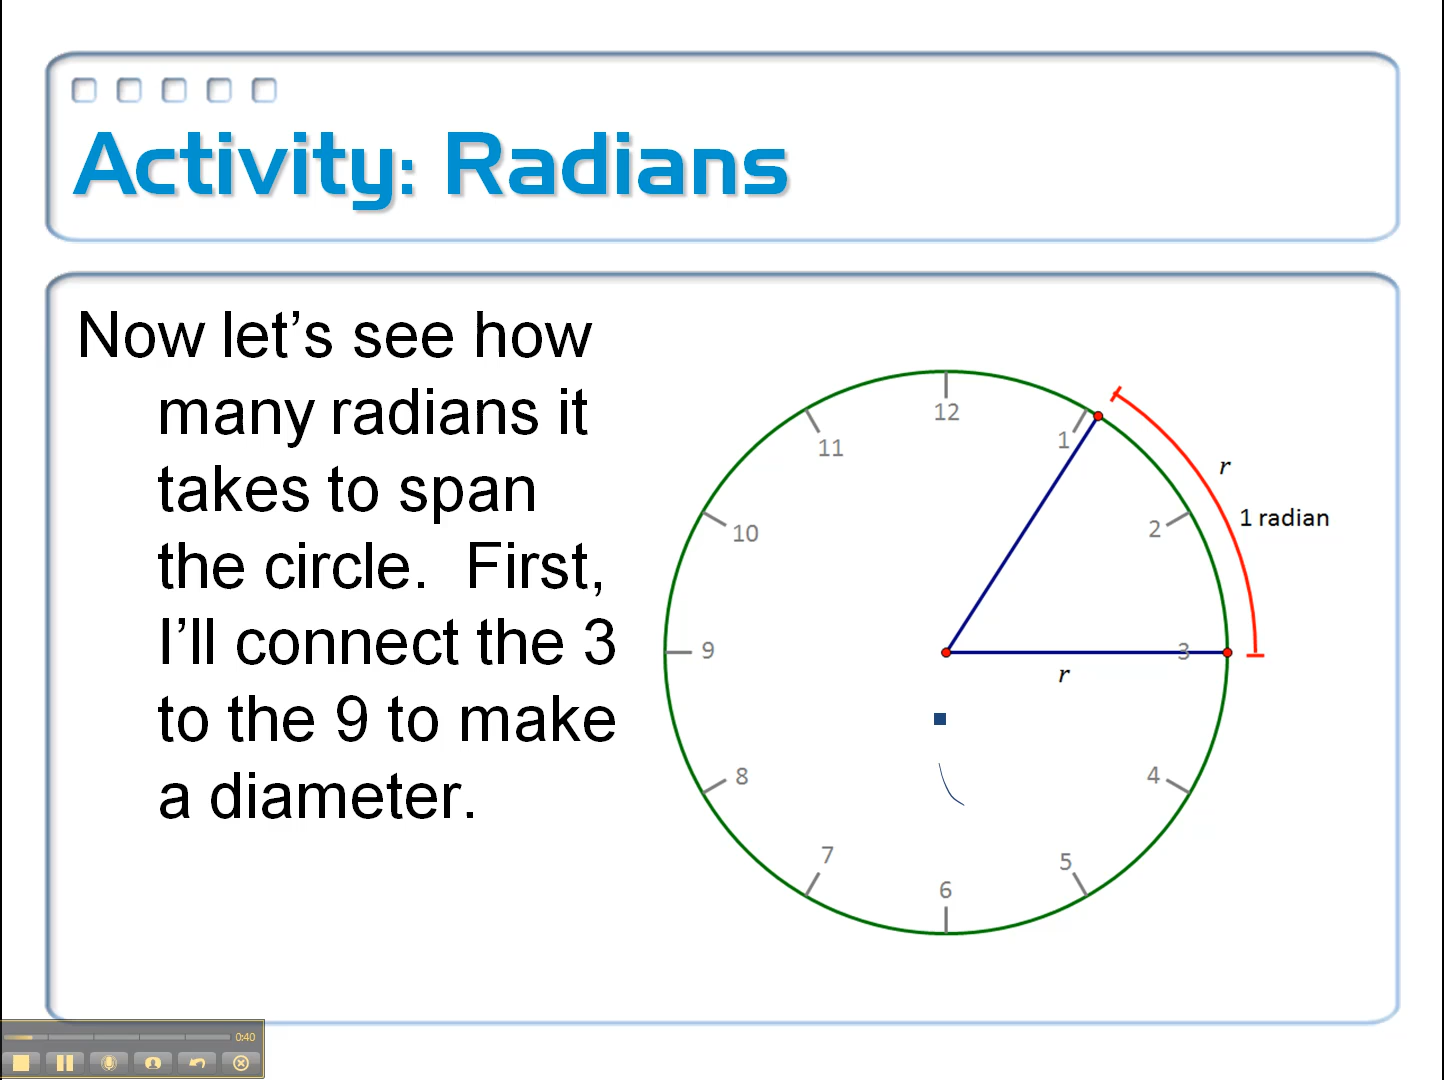 Activity: Radians
Now let’s see how
many radians it
takes to span
the circle.  First,
I’ll connect the 3
to the 9 to make
a diameter.
12
11
1
10
2
9
3
8
4
7
5
6
r
r
1 radian
0:40